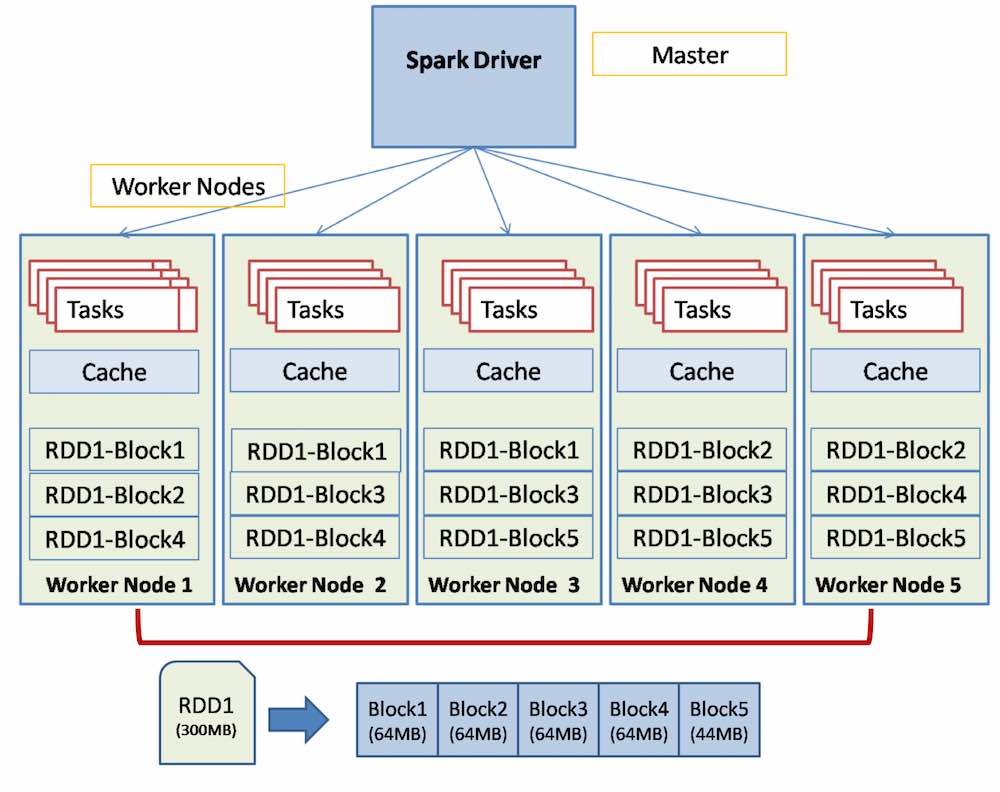 Spark Driver
Master
Worker Nodes
Tasks
Tasks
Tasks
Tasks
Tasks
Cache
Cache
Cache
Cache
Cache
RDD1-Block1
RDD1-Block1
RDD1-Block1
RDD1-Block2
RDD1-Block2
RDD1-Block2
RDD1-Block3
RDD1-Block3
RDD1-Block3
RDD1-Block4
RDD1-Block4
RDD1-Block4
RDD1-Block5
RDD1-Block5
RDD1-Block5
Worker Node 1
Worker Node 2
Worker Node 3
Worker Node 4
Worker Node 5
RDD1
(300MB)
Block1
(64MB)
Block2
(64MB)
Block3
(64MB)
Block4
(64MB)
Block5
(44MB)